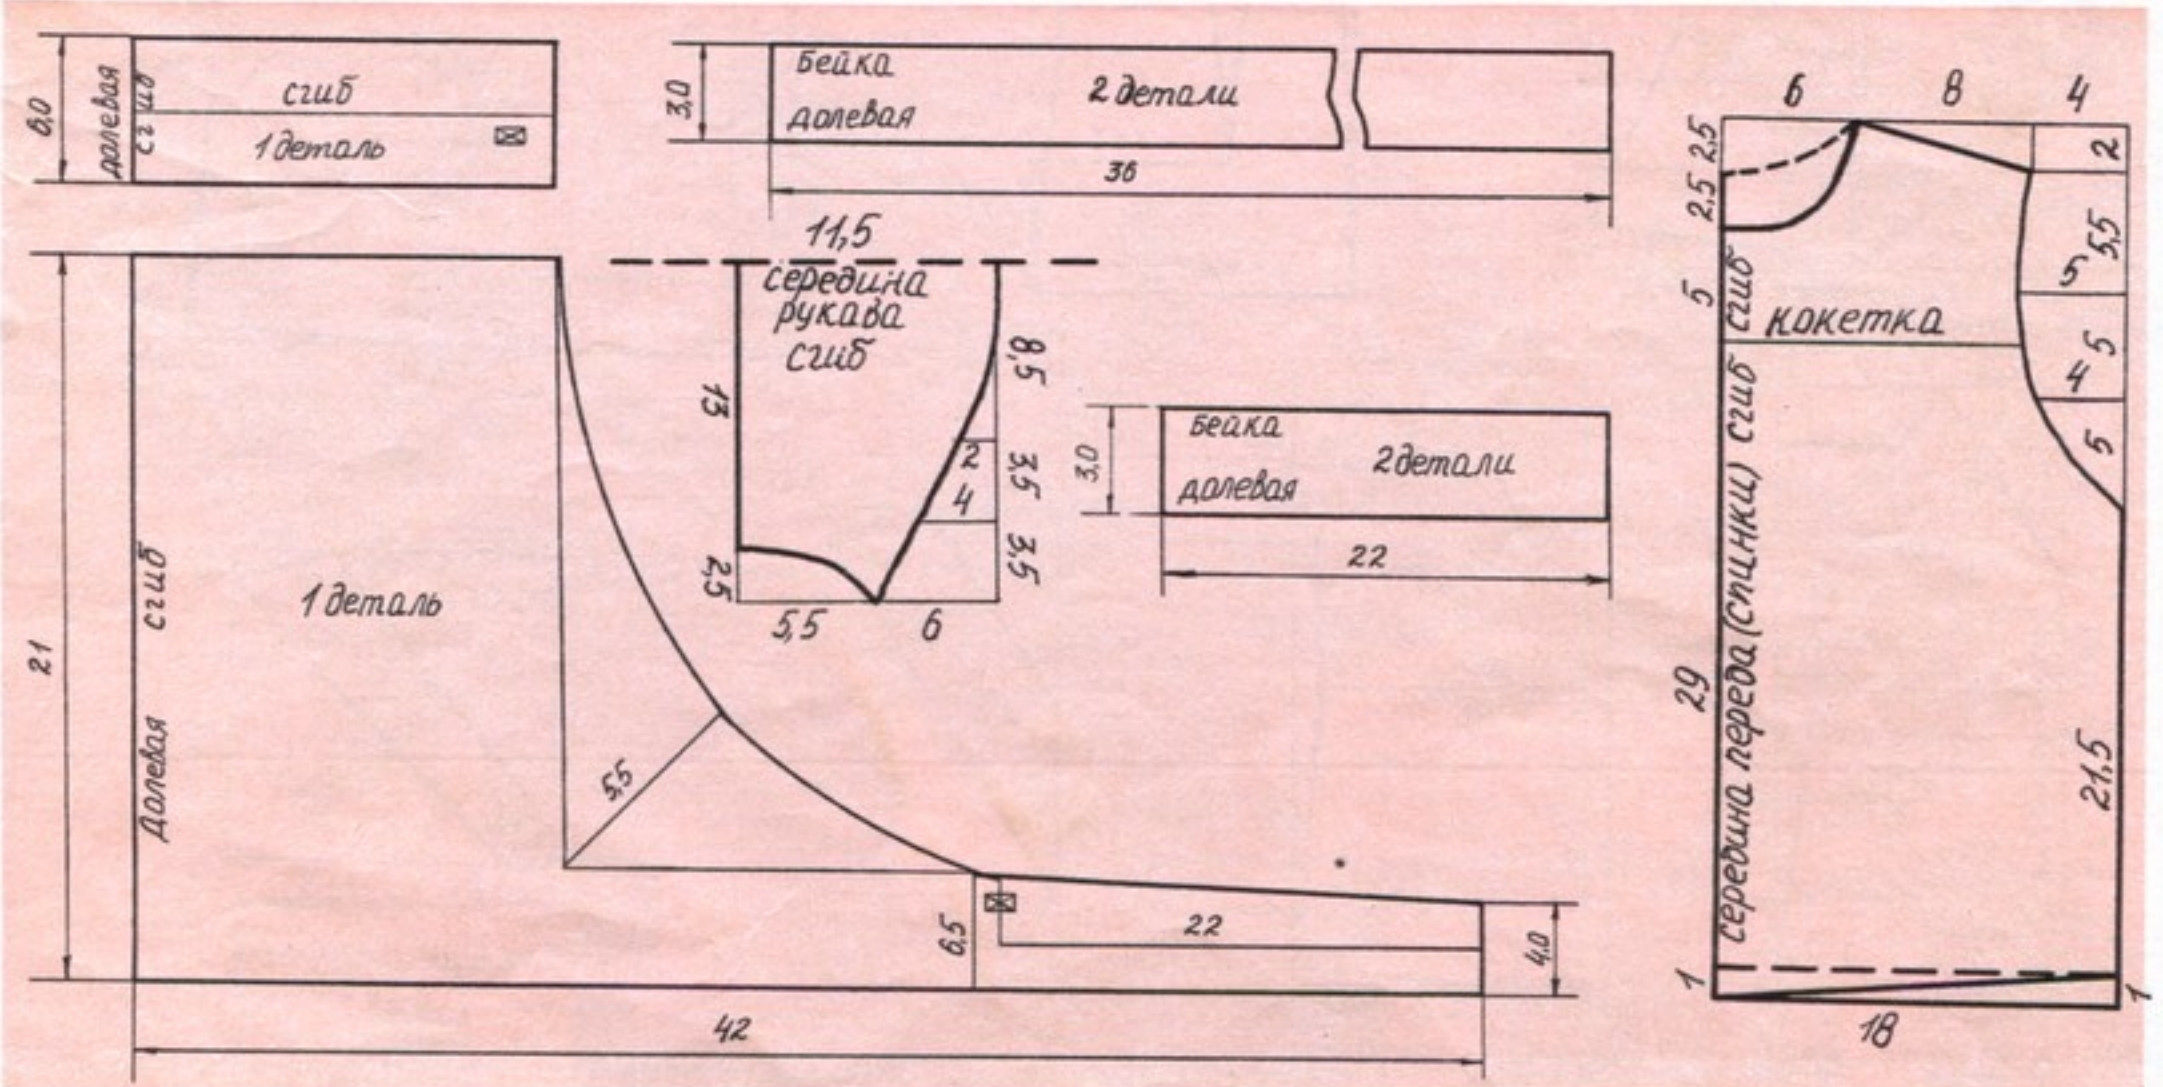 6,0
долевая
сгиб
сгиб
1 деталь
3,0
бейка
долевая
2 детали
36
21
долевая сгиб
1 деталь
5,5
6,5
22
4,0
42
11,5
середина
рукава
сгиб
13
2,5
5,5
6
8,5
3,5
3,5
2
4
3,0
бейка
долевая
2 детали
22
6
8
4
2,5
2,5
5
29
1
сгиб
кокетка
середина переда (спинки) сгиб
2
5,5
5
5
4
5
21,5
1
18